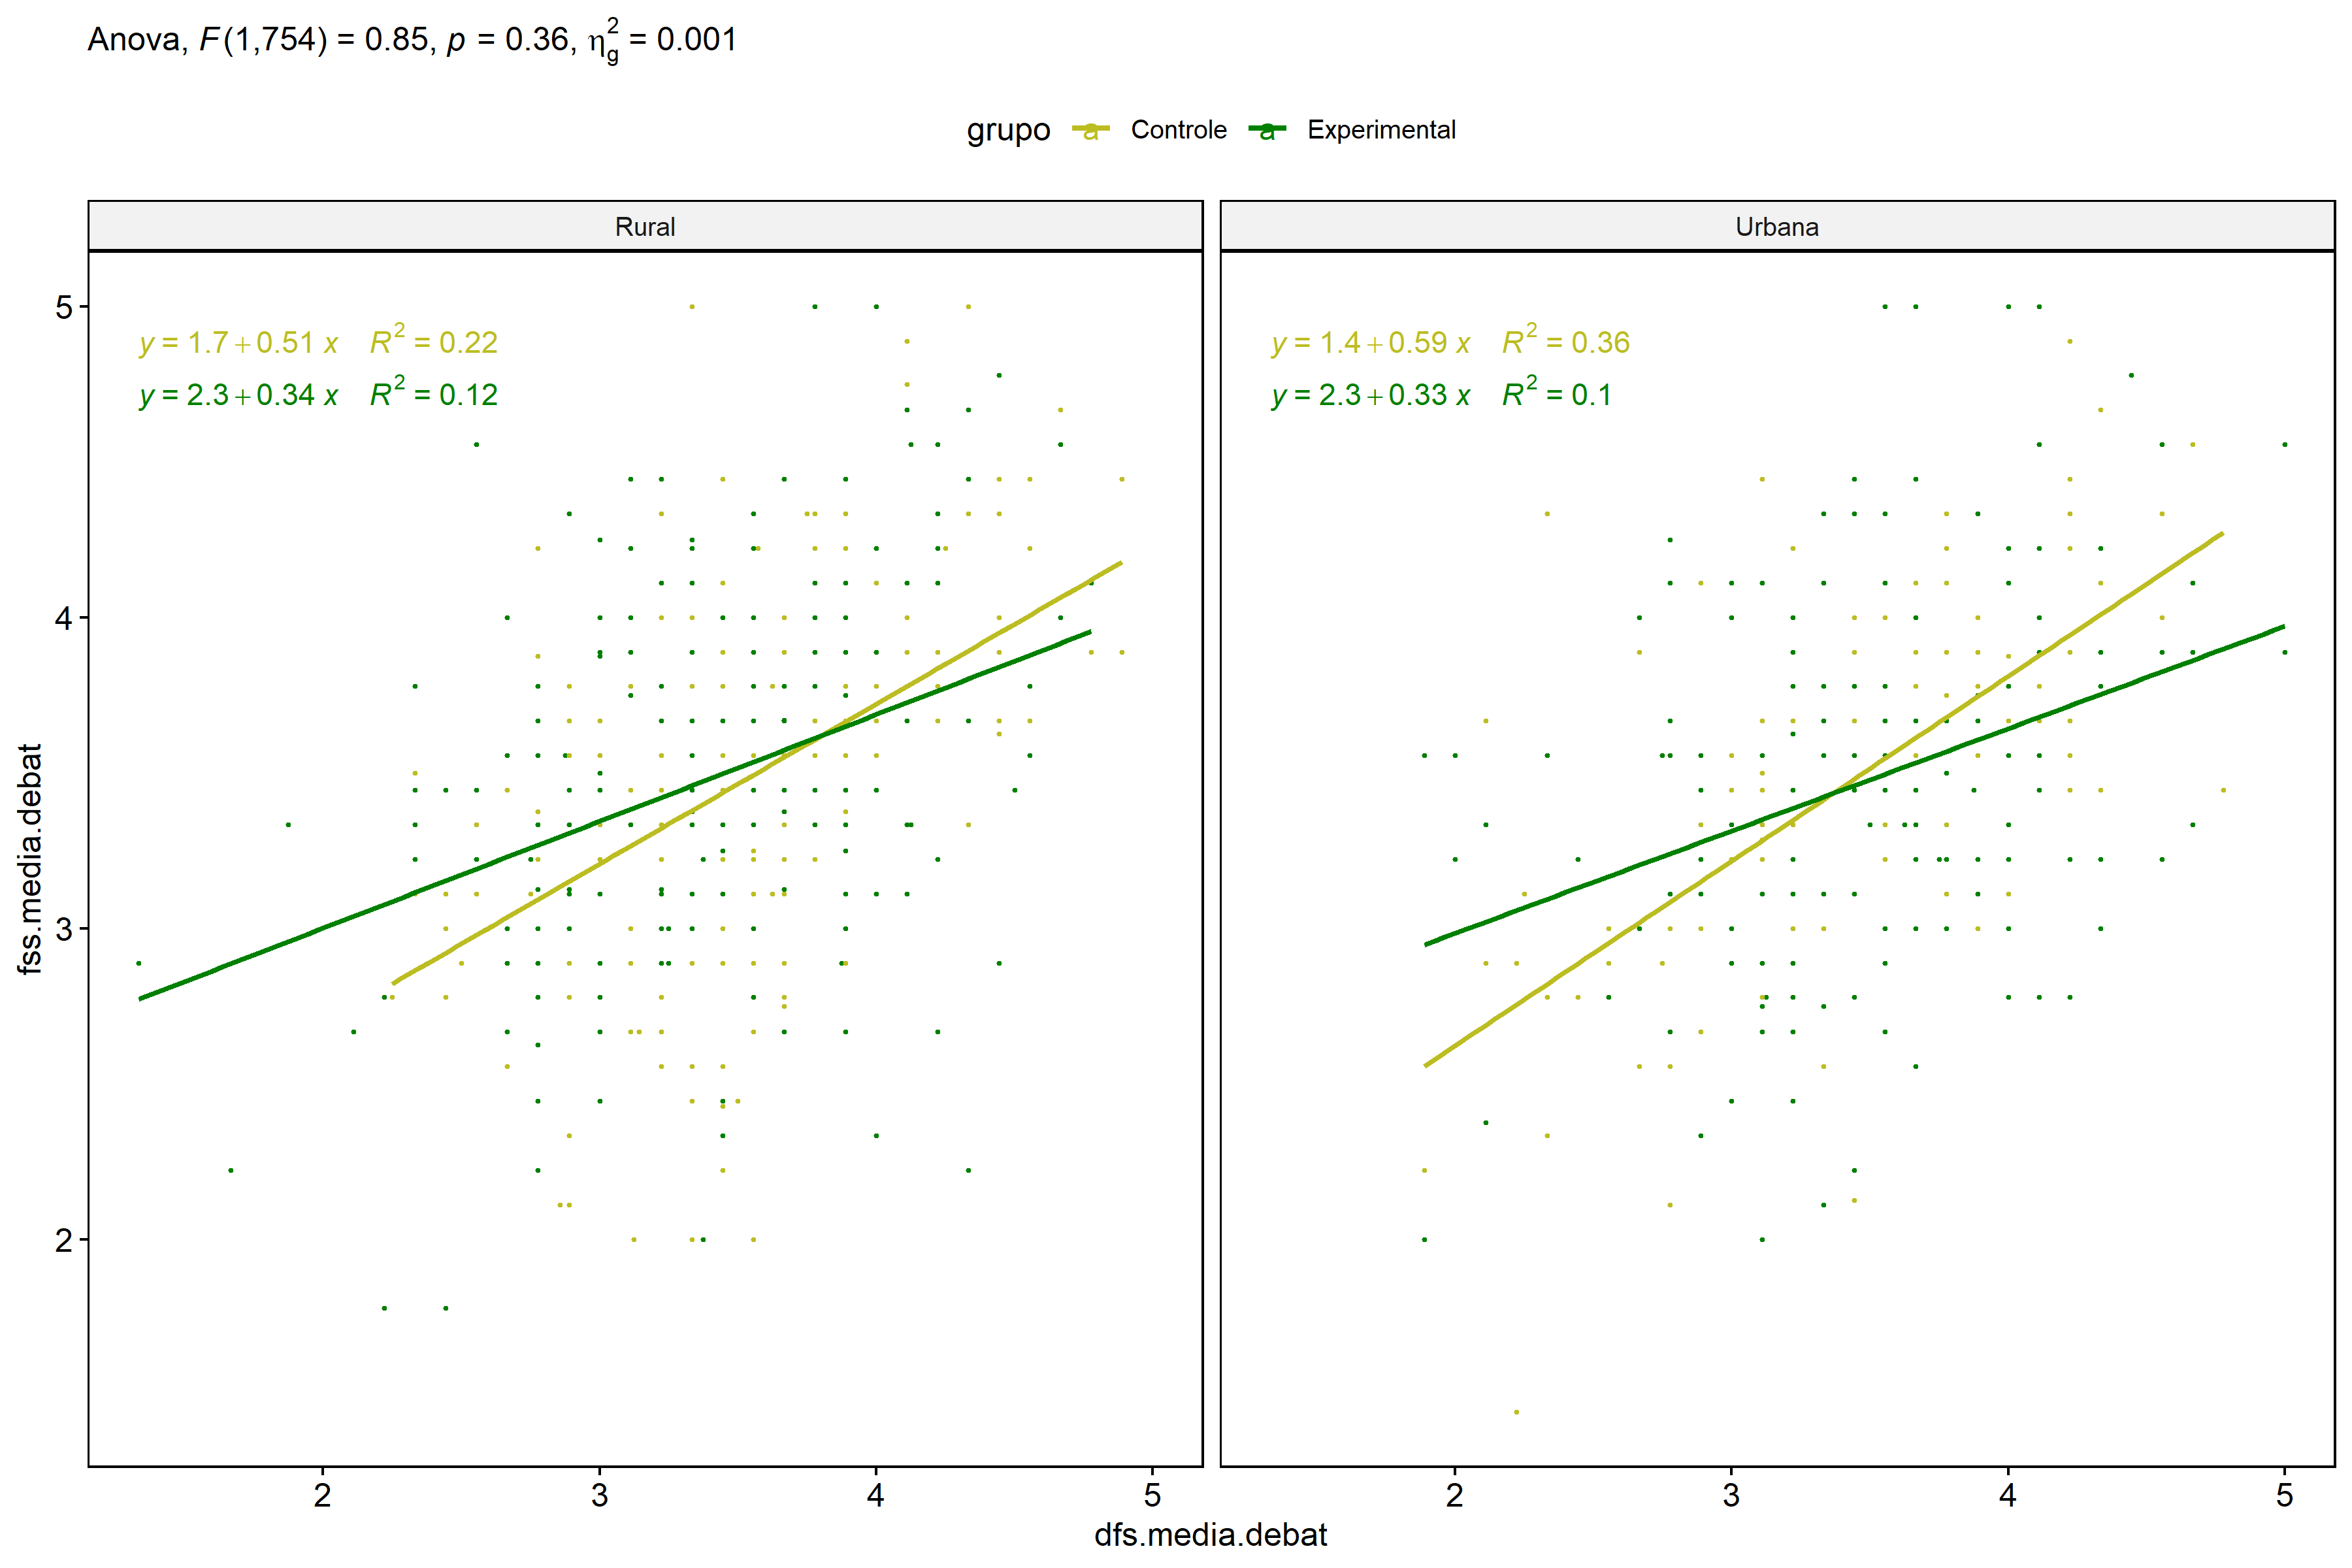 Anova, F(1,754) = 0.85, p = 0.36, η²g = 0.001
grupo a Controle a Experimental
Rural
Urbana
y = 1.7 + 0.51 x R² = 0.22
y = 2.3 + 0.34 x R² = 0.12
y = 1.4 + 0.59 x R² = 0.36
y = 2.3 + 0.33 x R² = 0.1
fss.media.debat
5
4
3
2
2 3 4 5
2 3 4 5
dfs.media.debat